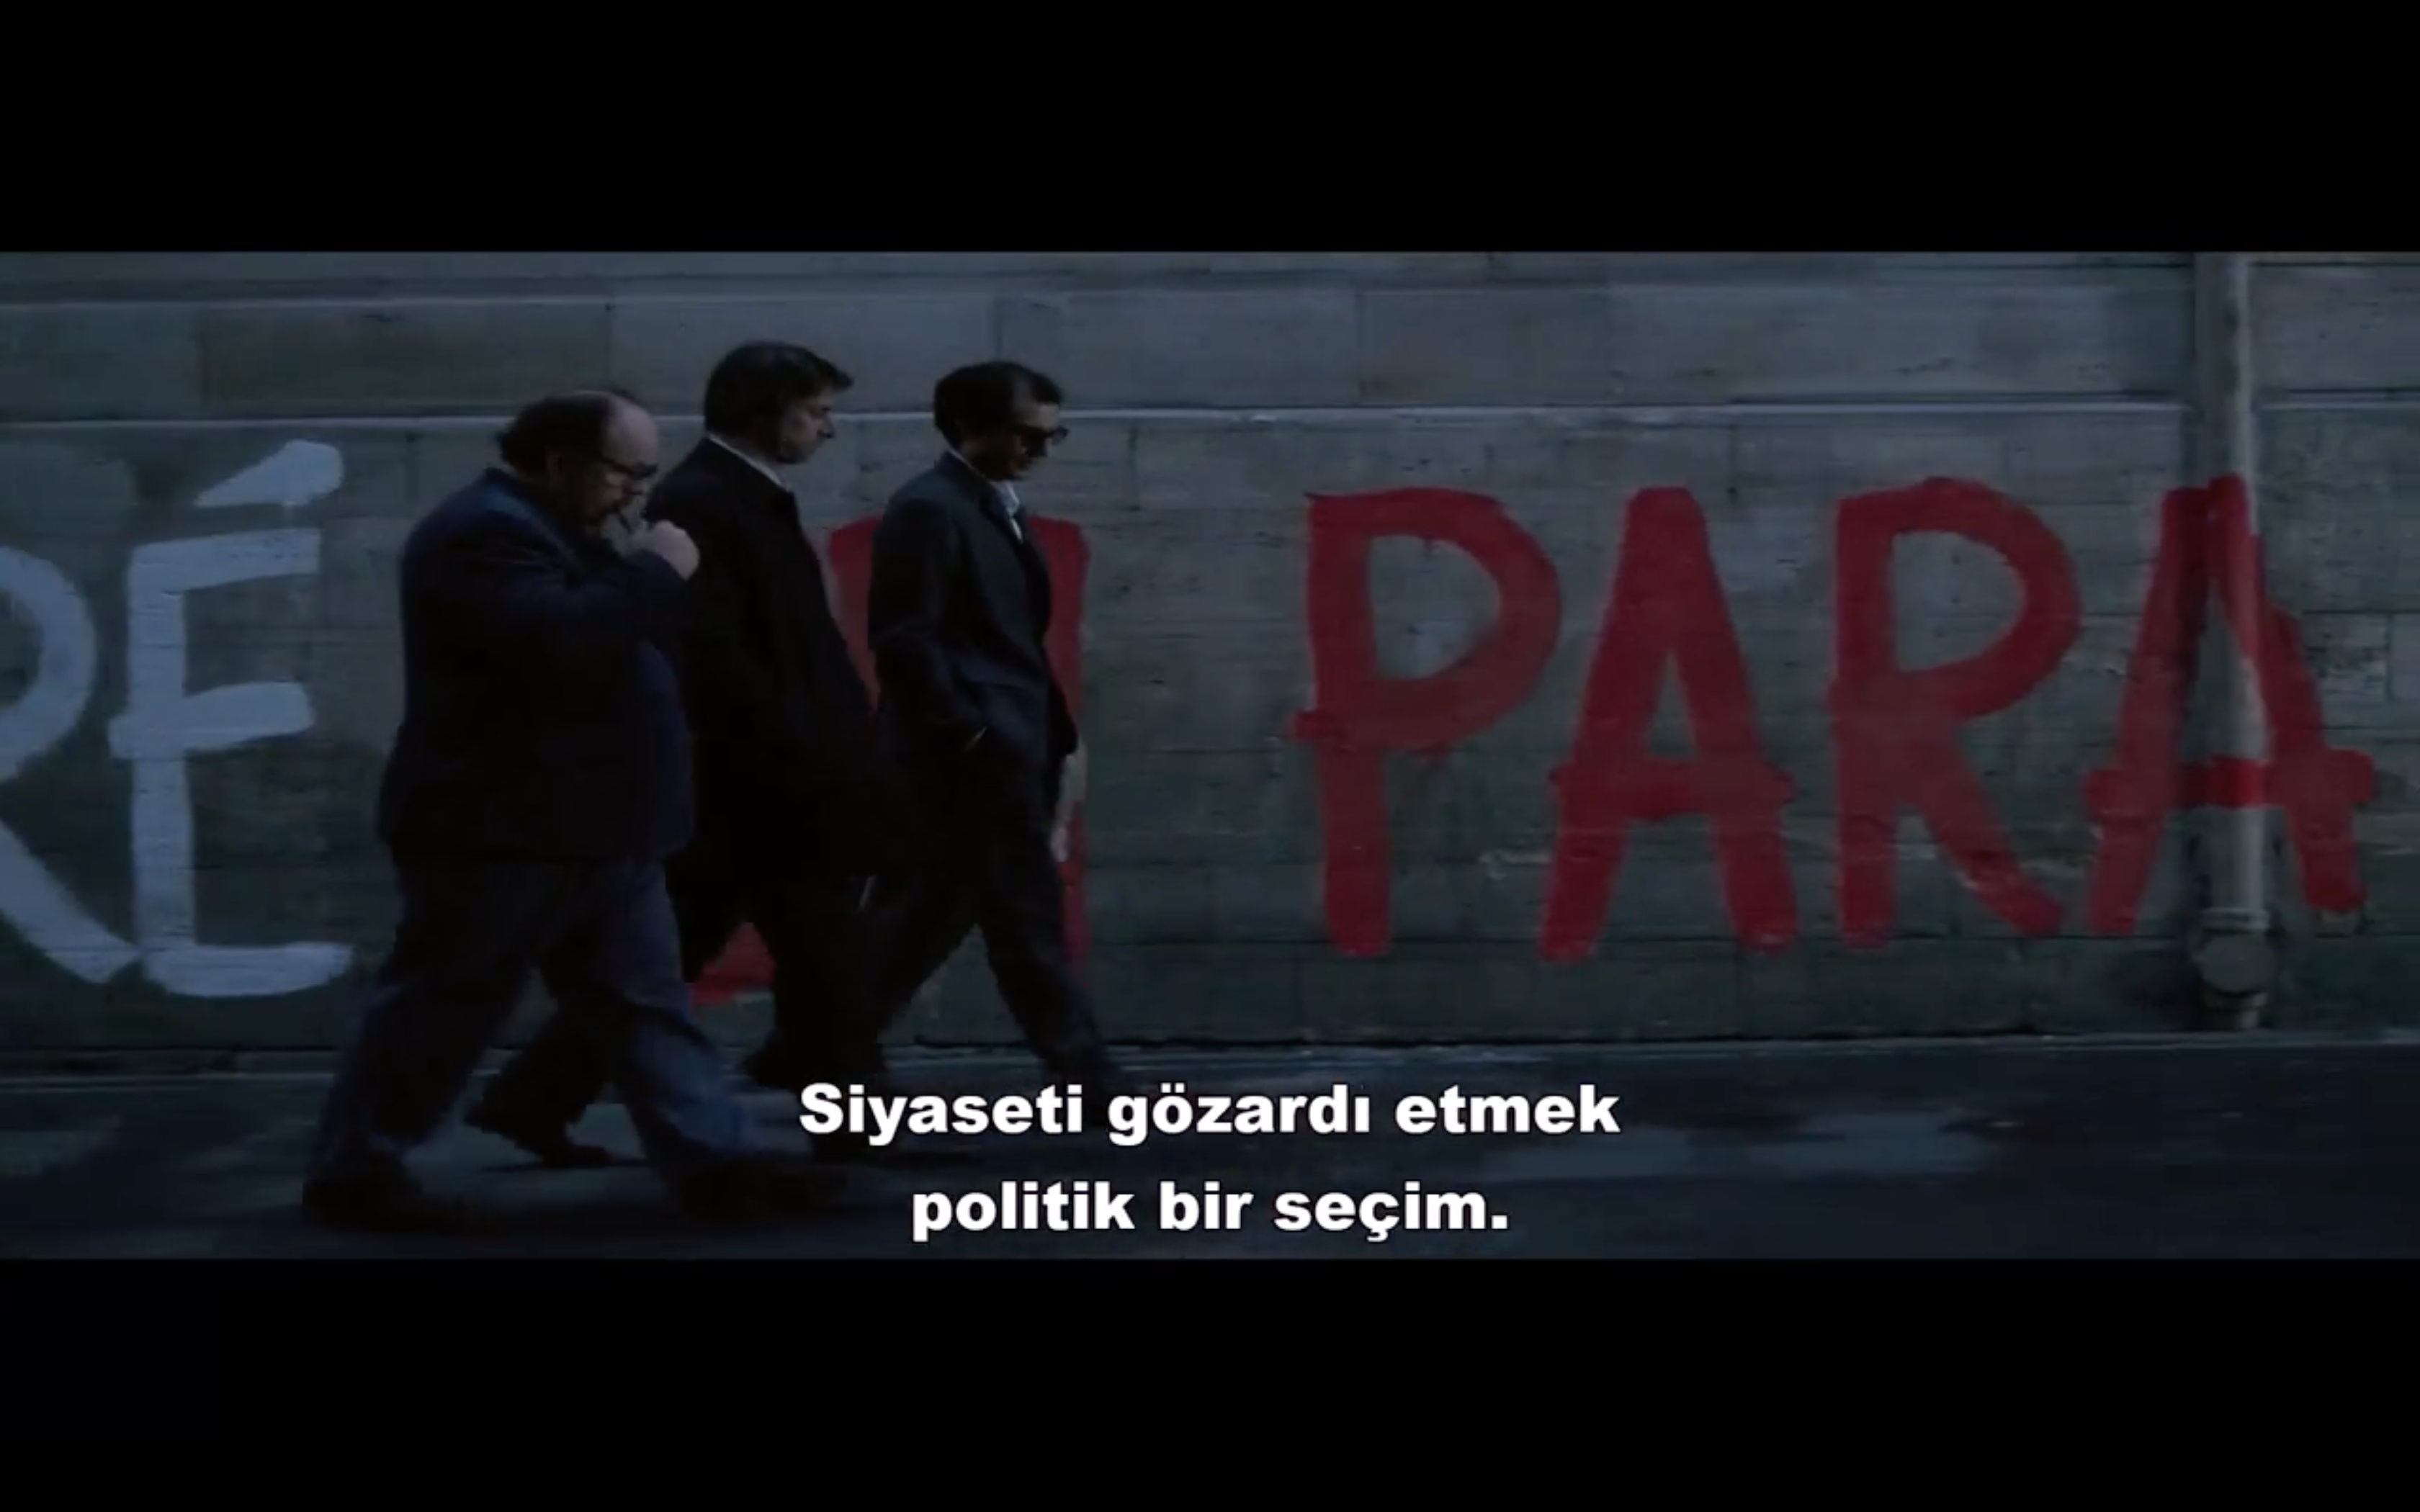 RÉ PARA
Siyaseti gözardı etmek
politik bir seçim.